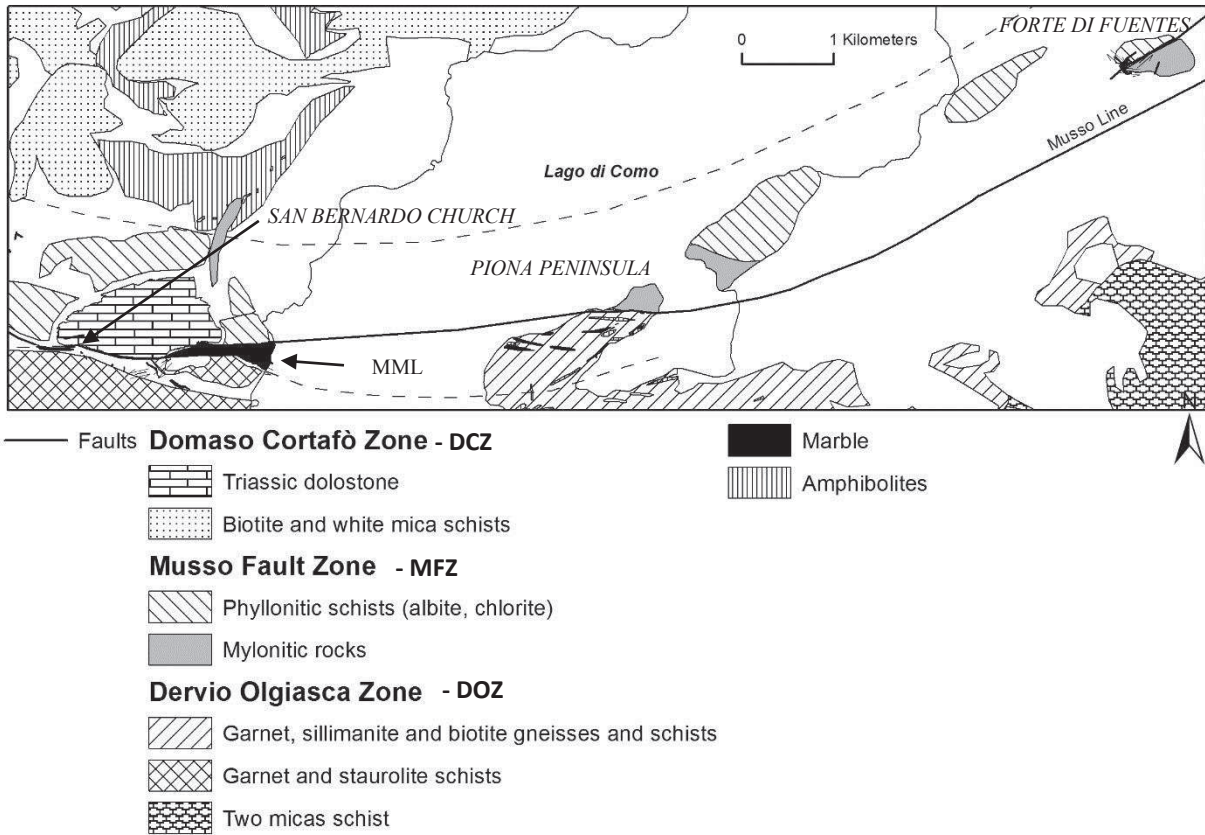 FORTE DI FUENTES
0 1 Kilometers
Musso Line
Lago di Como
SAN BERNARDO CHURCH
PIONA PENINSULA
MML
N
Faults
Domaso Cortafò Zone - DCZ
Triassic dolostone
Biotite and white mica schists
Musso Fault Zone - MFZ
Phyllonitic schists (albite, chlorite)
Mylonitic rocks
Dervio Olgiasca Zone - DOZ
Garnet, sillimanite and biotite gneisses and schists
Garnet and staurolite schists
Two micas schist
Marble
Amphibolites